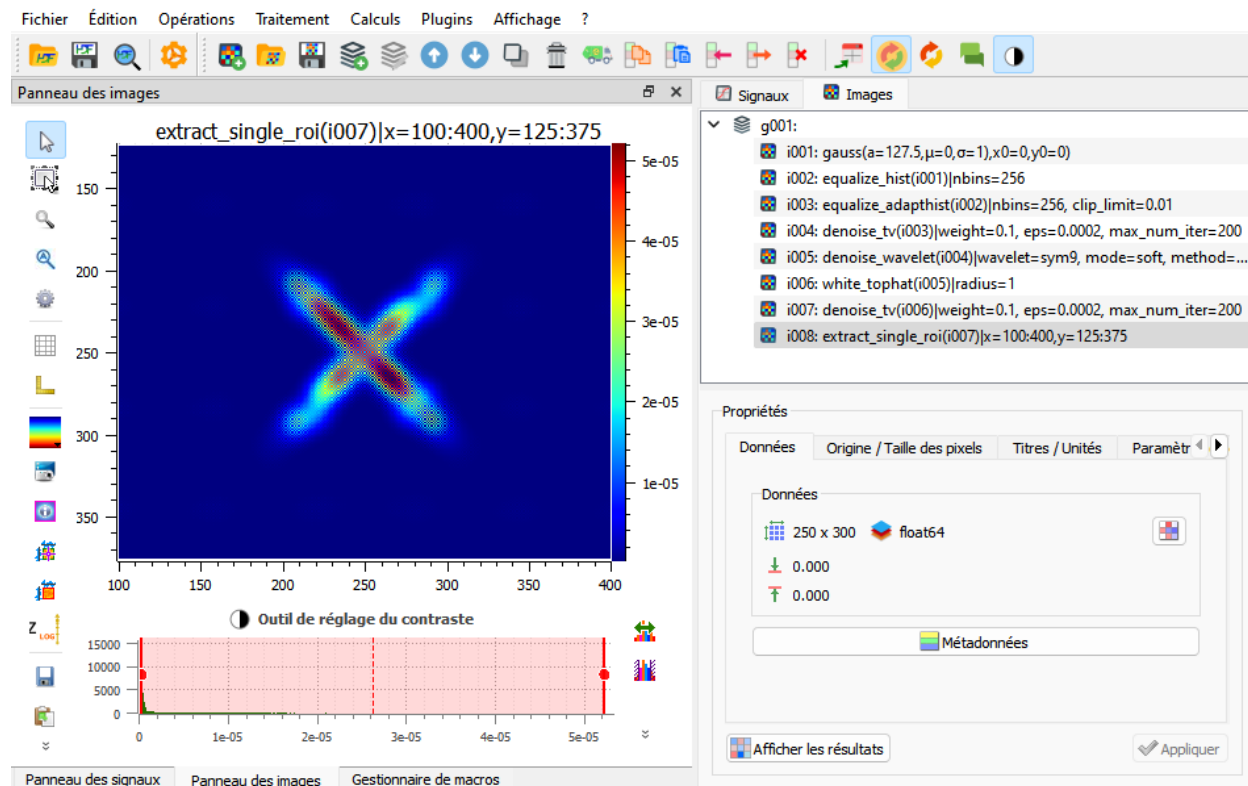 Fichier Édition Opérations Traitement Calculs Plugins Affichage ?
Panneau des images
extract_single_roi(i007)|x=100:400,y=125:375
150
200
250
300
350
100 150 200 250 300 350 400
5e-05
4e-05
3e-05
2e-05
1e-05
Outil de réglage du contraste
15000
10000
5000
0
0 1e-05 2e-05 3e-05 4e-05 5e-05
Z LOG
Panneau des signaux Panneau des images Gestionnaire de macros
Signaux Images
g001:
i001: gauss(a=127.5,μ=0,σ=1),x0=0,y0=0)
i002: equalize_hist(i001)|nbins=256
i003: equalize_adapthist(i002)|nbins=256, clip_limit=0.01
i004: denoise_tv(i003)|weight=0.1, eps=0.0002, max_num_iter=200
i005: denoise_wavelet(i004)|wavelet=sym9, mode=soft, method=...
i006: white_tophat(i005)|radius=1
i007: denoise_tv(i006)|weight=0.1, eps=0.0002, max_num_iter=200
i008: extract_single_roi(i007)|x=100:400,y=125:375
Propriétés
Données Origine / Taille des pixels Titres / Unités Paramètr
Données
250 x 300 float64
0.000
0.000
Métadonnées
Afficher les résultats Appliquer